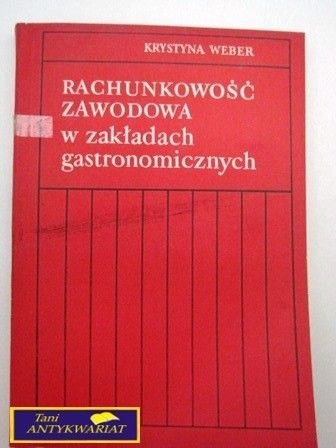 KRYSTYNA WEBER
RACHUNKOWOŚĆ
ZAWODOWA
w zakładach
gastronomicznych
Tani
ANTYKWARIAT